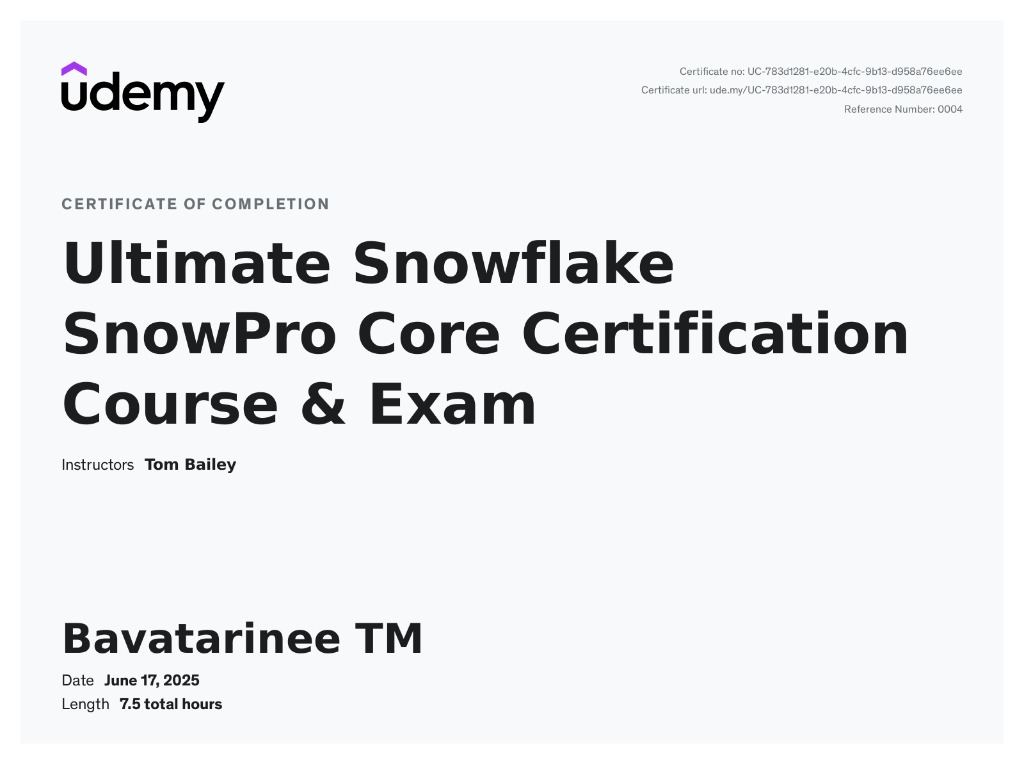 udemy
Certificate no: UC-783d1281-e20b-4cfc-9b13-d958a76ee6ee
Certificate url: ude.my/UC-783d1281-e20b-4cfc-9b13-d958a76ee6ee
Reference Number: 0004
CERTIFICATE OF COMPLETION
Ultimate Snowflake
SnowPro Core Certification
Course & Exam
Instructors Tom Bailey
Bavatarinee TM
Date June 17, 2025
Length 7.5 total hours